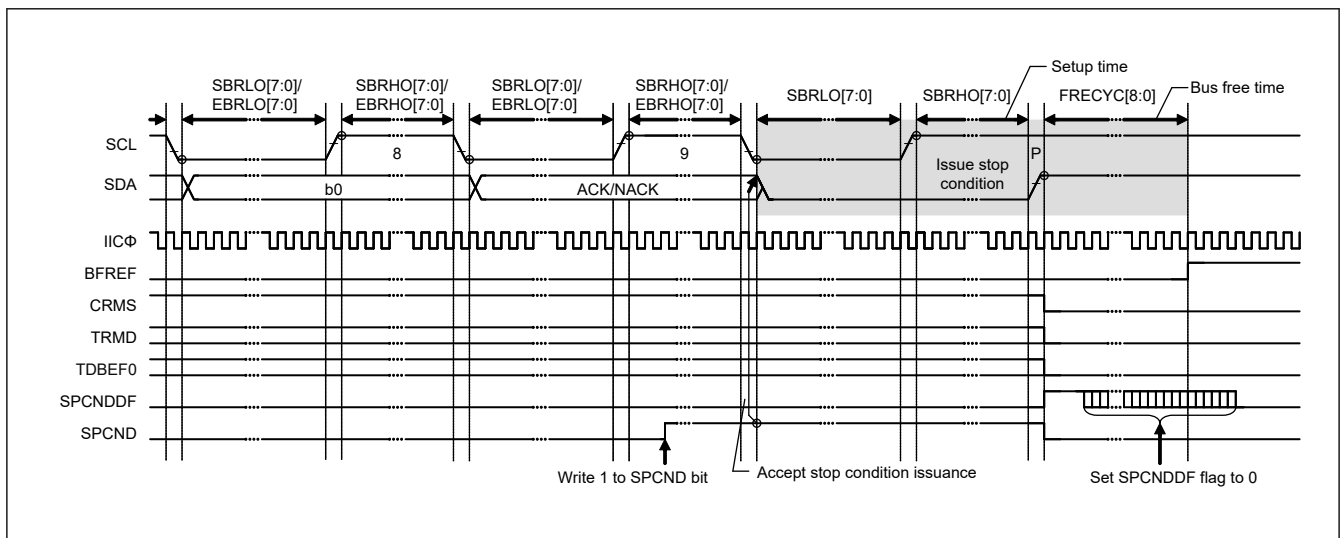 Setup time
Bus free time
SBRLO[7:0]/
EBRLO[7:0]
SBRHO[7:0]/
EBRHO[7:0]
SBRLO[7:0]/
EBRLO[7:0]
SBRHO[7:0]/
EBRHO[7:0]
SBRLO[7:0]
SBRHO[7:0]
FRECYC[8:0]
SCL
8
9
Issue stop
condition
P
SDA
b0
ACK/NACK
IICΦ
BFREF
CRMS
TRMD
TDBEF0
SPCNDDF
SPCND
Write 1 to SPCND bit
Accept stop condition issuance
Set SPCNDDF flag to 0